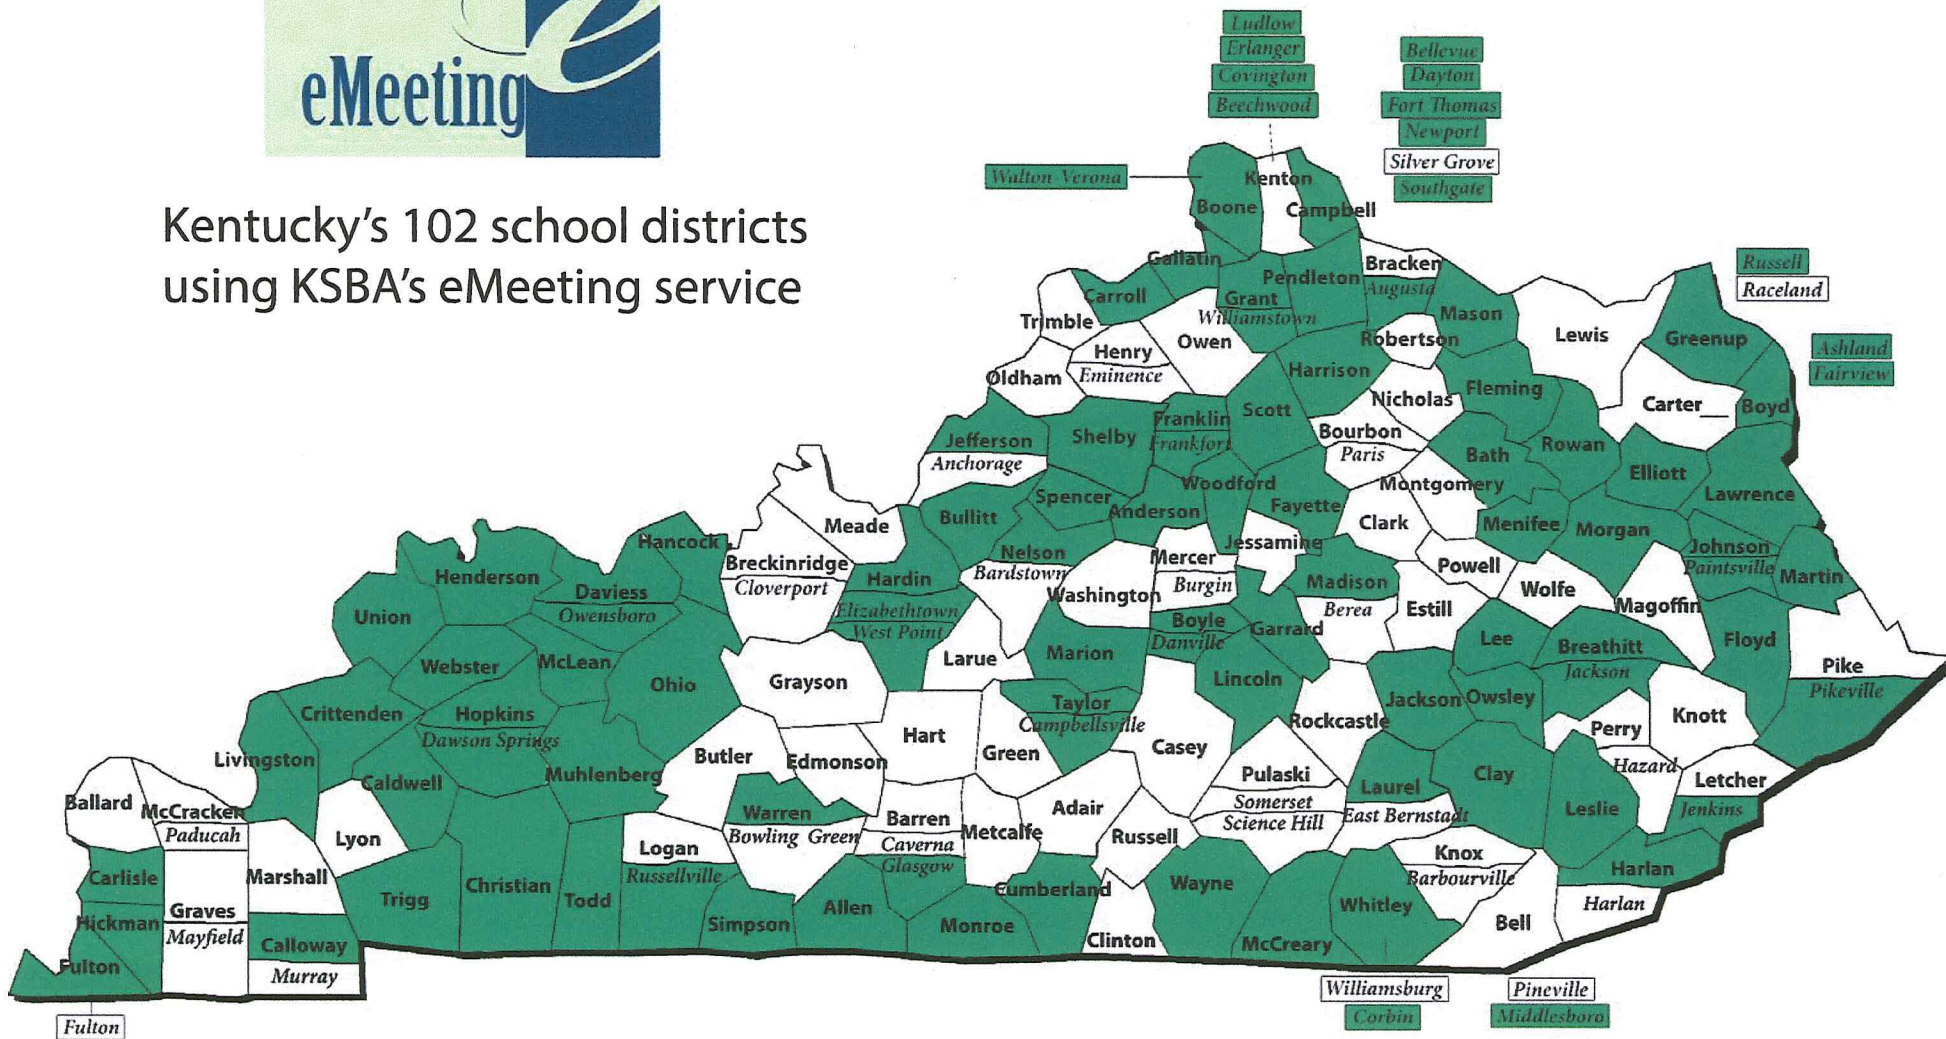 eMeeting
Kentucky's 102 school districts
using KSBA's eMeeting service
Ludlow
Erlanger
Covington
Beechwood
Bellevue
Dayton
Fort Thomas
Newport
Silver Grove
Southgate
Walton-Verona
Kenton
Boone
Campbell
Gallatin
Pendleton
Bracken
Augusta
Carroll
Grant
Williamstown
Mason
Russell
Raceland
Trimble
Owen
Robertson
Lewis
Greenup
Henry
Eminence
Ashland
Fairview
Oldham
Harrison
Nicholas
Fleming
Carter
Boyd
Jefferson
Anchorage
Shelby
Franklin
Frankfort
Scott
Bourbon
Paris
Bath
Rowan
Elliott
Lawrence
Montgomery
Spencer
Woodford
Anderson
Fayette
Clark
Menifee
Morgan
Meade
Bullitt
Johnson
Paintsville
Martin
Hancock
Breckinridge
Cloverport
Nelson
Bardstown
Mercer
Burgin
Jessamine
Powell
Wolfe
Magoffin
Henderson
Daviess
Owensboro
Hardin
Elizabethtown
West Point
Washington
Madison
Berea
Estill
Union
Boyle
Danville
Garrard
Lee
Breathitt
Jackson
Floyd
Pike
Pikeville
Webster
McLean
Ohio
Grayson
Larue
Marion
Lincoln
Jackson
Owsley
Crittenden
Hopkins
Dawson Springs
Taylor
Campbellsville
Rockcastle
Perry
Hazard
Knott
Livingston
Caldwell
Muhlenberg
Butler
Edmonson
Hart
Green
Casey
Pulaski
Somerset
Science Hill
Laurel
East Bernstadt
Clay
Leslie
Letcher
Jenkins
Ballard
McCracken
Paducah
Lyon
Warren
Bowling Green
Barren
Caverna
Glasgow
Metcalfe
Adair
Russell
Logan
Russellville
Knox
Barbourville
Harlan
Harlan
Carlisle
Marshall
Graves
Mayfield
Trigg
Christian
Todd
Simpson
Allen
Monroe
Cumberland
Clinton
Wayne
McCreary
Whitley
Bell
Hickman
Calloway
Murray
Fulton
Fulton
Williamsburg
Corbin
Pineville
Middlesboro